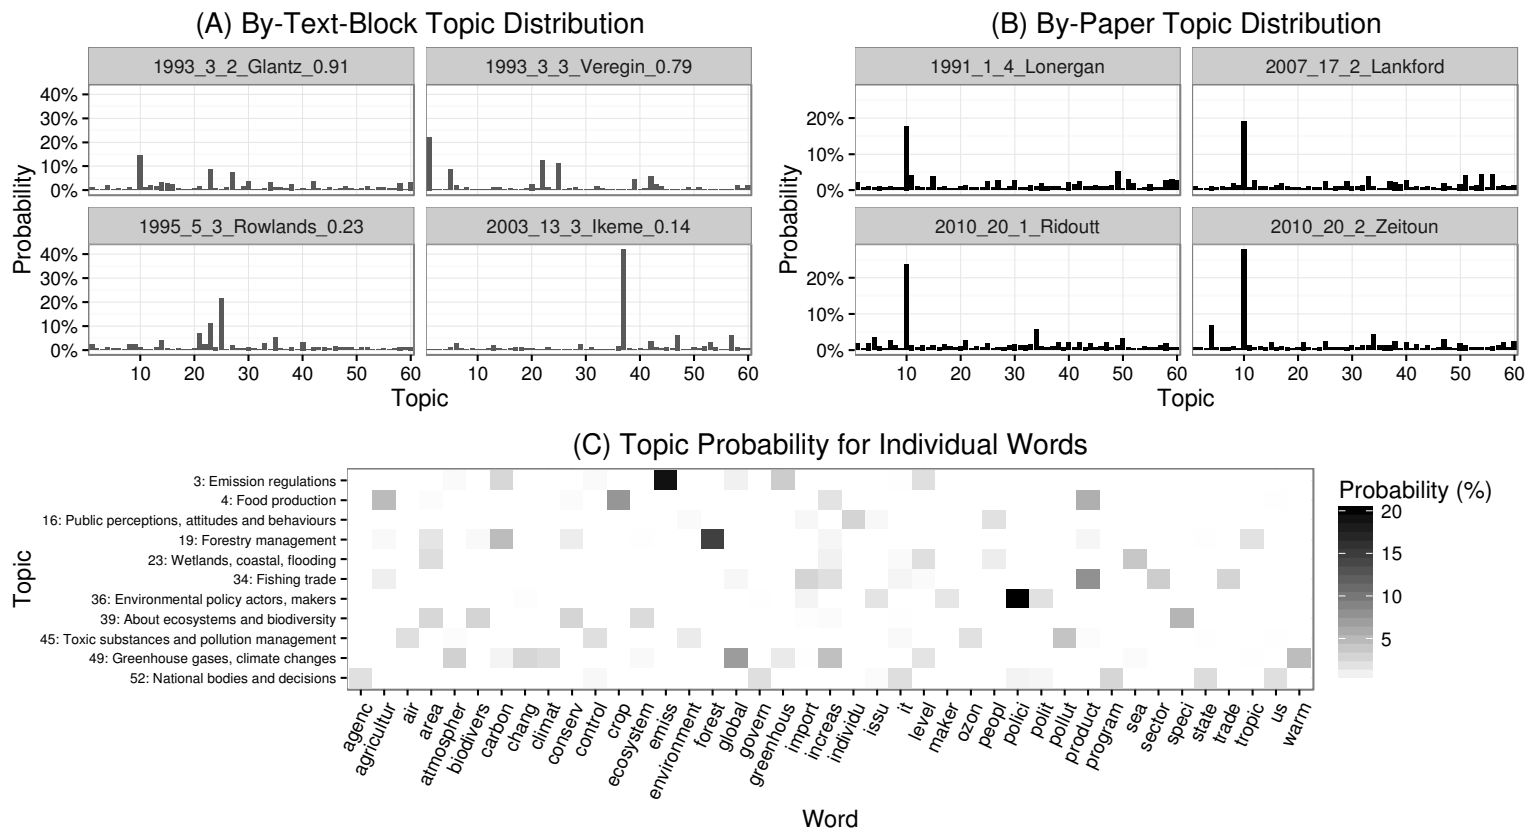 (A) By-Text-Block Topic Distribution
(B) By-Paper Topic Distribution
1993_3_2_Glantz_0.91
1993_3_3_Veregin_0.79
1991_1_4_Lonergan
2007_17_2_Lankford
40%
30%
20%
10%
0%
20%
10%
0%
Probability
Probability
1995_5_3_Rowlands_0.23
2003_13_3_Ikeme_0.14
2010_20_1_Ridoutt
2010_20_2_Zeitoun
40%
30%
20%
10%
0%
20%
10%
0%
10 20 30 40 50 60 10 20 30 40 50 60
10 20 30 40 50 60 10 20 30 40 50 60
Topic
Topic
(C) Topic Probability for Individual Words
3: Emission regulations
4: Food production
16: Public perceptions, attitudes and behaviours
19: Forestry management
23: Wetlands, coastal, flooding
34: Fishing trade
36: Environmental policy actors, makers
39: About ecosystems and biodiversity
45: Toxic substances and pollution management
49: Greenhouse gases, climate changes
52: National bodies and decisions
Topic
Probability (%)
20
15
10
5
agenc
agricultur
air
area
atmospher
biodivers
carbon
chang
climat
conserv
control
crop
ecosystem
emiss
environment
forest
global
govern
greenhous
import
increas
individu
issu
it
level
maker
ozon
peopl
polici
polit
pollut
product
program
sea
sector
speci
state
trade
tropic
us
warm
Word